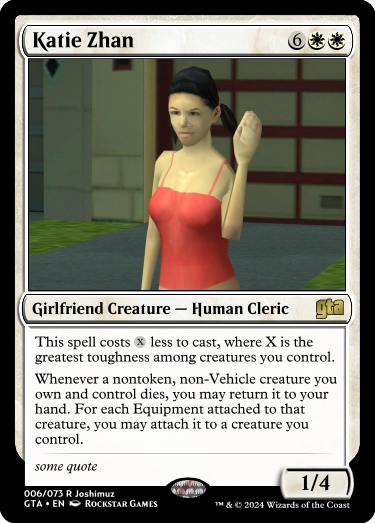 Katie Zhan 6
gta
Girlfriend Creature — Human Cleric
This spell costs X less to cast, where X is the
greatest toughness among creatures you control.
Whenever a nontoken, non-Vehicle creature you
own and control dies, you may return it to your
hand. For each Equipment attached to that
creature, you may attach it to a creature you
control.
some quote
1/4
006/073 R Joshimuz
GTA • EN Rockstar Games
™ & © 2024 Wizards of the Coast